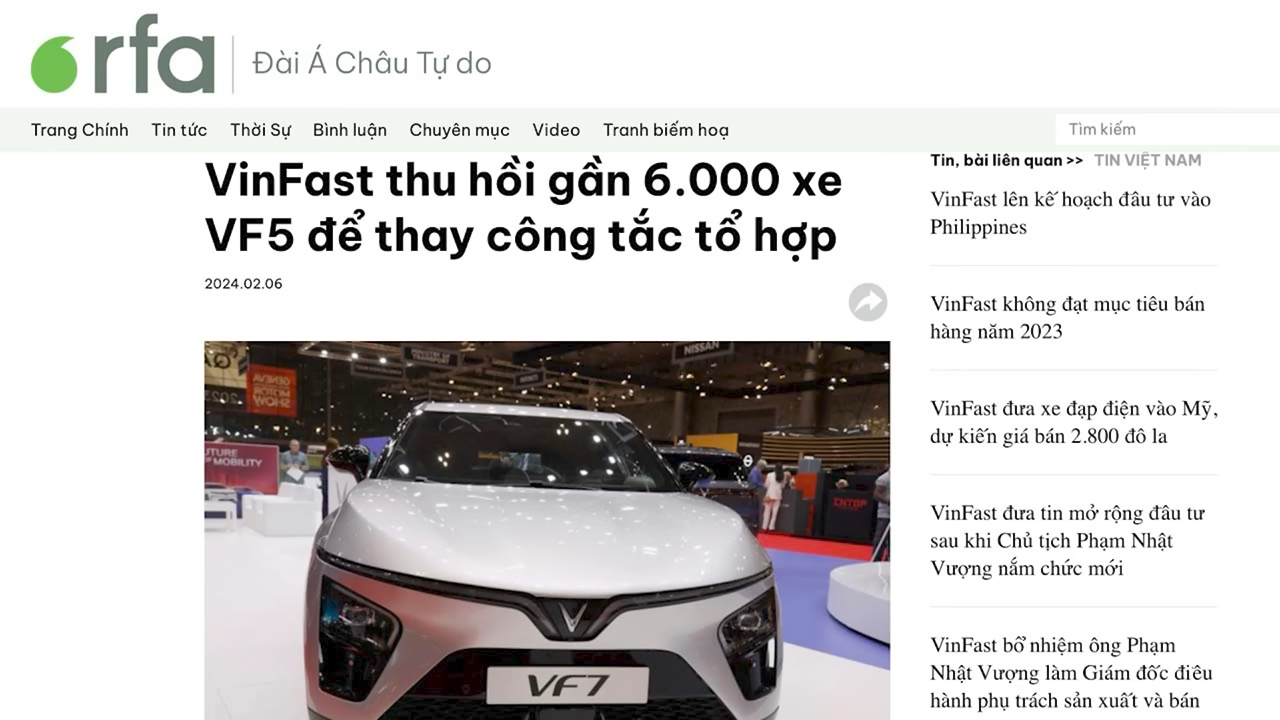 rfa
Đài Á Châu Tự do
Trang Chính Tin tức Thời Sự Bình luận Chuyên mục Video Tranh biếm hoạ
Tìm kiếm
VinFast thu hồi gần 6.000 xe
VF5 để thay công tắc tổ hợp
2024.02.06
NISSAN
GENEVA
MOTOR
SHOW
FUTURE
OF MOBILITY
VF7
Tin, bài liên quan >> TIN VIỆT NAM
VinFast lên kế hoạch đầu tư vào
Philippines
VinFast không đạt mục tiêu bán
hàng năm 2023
VinFast đưa xe đạp điện vào Mỹ,
dự kiến giá bán 2.800 đô la
VinFast đưa tin mở rộng đầu tư
sau khi Chủ tịch Phạm Nhật
Vượng nắm chức mới
VinFast bổ nhiệm ông Phạm
Nhật Vượng làm Giám đốc điều
hành phụ trách sản xuất và bán